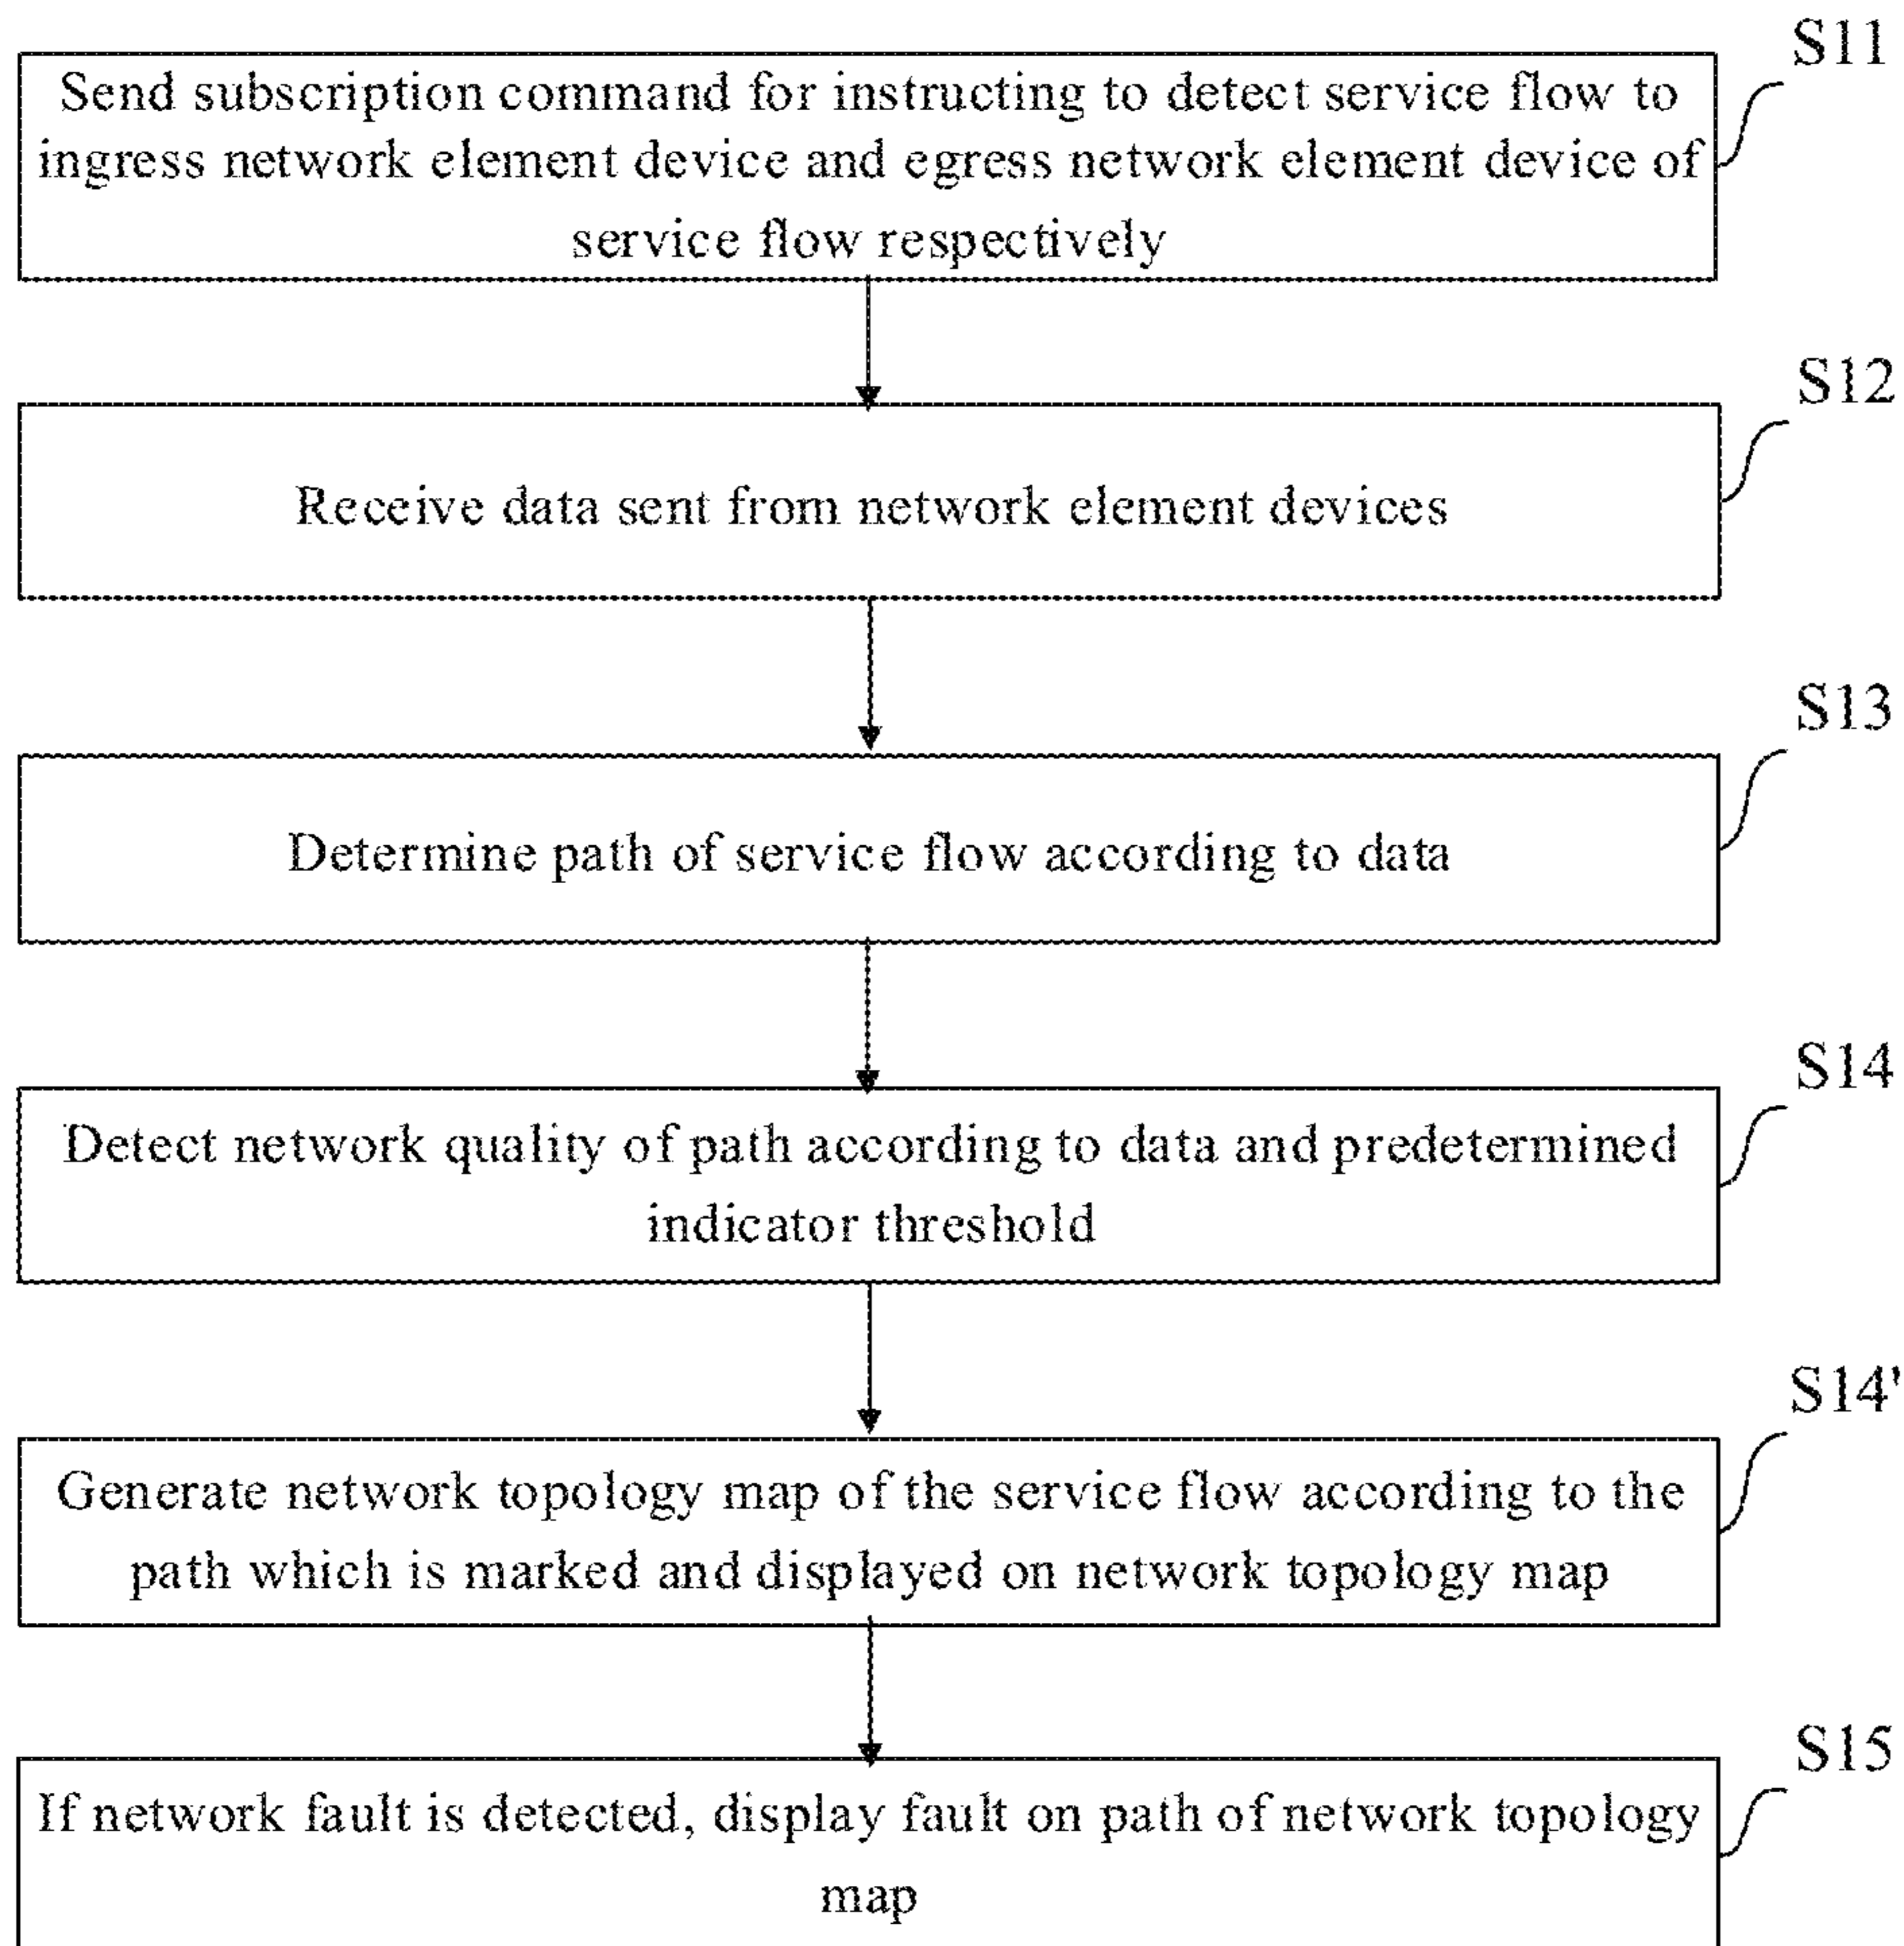 S11
Send subscription command for instructing to detect service flow to
ingress network element device and egress network element device of
service flow respectively
S12
Receive data sent from network element devices
S13
Determine path of service flow according to data
S14
Detect network quality of path according to data and predetermined
indicator threshold
S14'
Generate network topology map of the service flow according to the
path which is marked and displayed on network topology map
S15
If network fault is detected, display fault on path of network topology
map